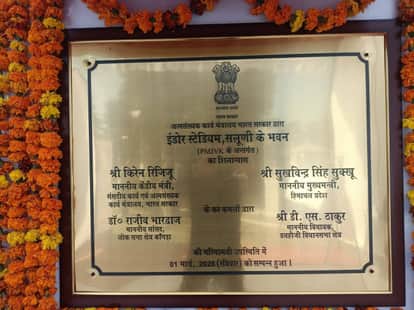 अल्पसंख्यक कार्य मंत्रालय भारत सरकार द्वारा
इंडोर स्टेडियम, सलूणी के भवन
(PMJVK के अन्तर्गत)
का शिलान्यास
श्री किरेन रिजिजू
माननीय केंद्रीय मंत्री,
संसदीय कार्य एवं अल्पसंख्यक
कार्य मंत्रालय, भारत सरकार
श्री सुखविन्द्र सिंह सुक्खू
माननीय मुख्यमन्त्री,
हिमाचल प्रदेश
के कर कमलों द्वारा
डॉ० राजीव भारद्वाज
माननीय सांसद,
लोक सभा क्षेत्र काँगड़ा
श्री डी. एस. ठाकुर
माननीय विधायक,
डलहौजी विधानसभा क्षेत्र
की गरिमामयी उपस्थिति में
01 मार्च, 2026 (रविवार) को सम्पन्न हुआ।